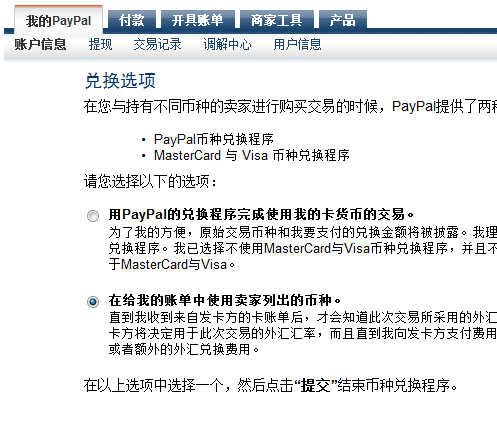 我的PayPal 付款 开具账单 商家工具 产品
账户信息 提现 交易记录 调解中心 用户信息
兑换选项
在您与持有不同币种的卖家进行购买交易的时候，PayPal提供了两种
• PayPal币种兑换程序
• MasterCard 与 Visa 币种兑换程序
请您选择以下的选项：
用PayPal的兑换程序完成使用我的卡货币的交易。
为了我的方便，原始交易币种和我要支付的兑换金额将被披露。我理
兑换程序。我已选择不使用MasterCard与Visa币种兑换程序，并且不
于MasterCard与Visa。
在给我的账单中使用卖家列出的币种。
直到我收到来自发卡方的卡账单后，才会知道此次交易所采用的外汇
卡方将决定用于此次交易的外汇汇率，而且直到我向发卡方支付费用
或者额外的外汇兑换费用。
在以上选项中选择一个，然后点击“提交”结束币种兑换程序。